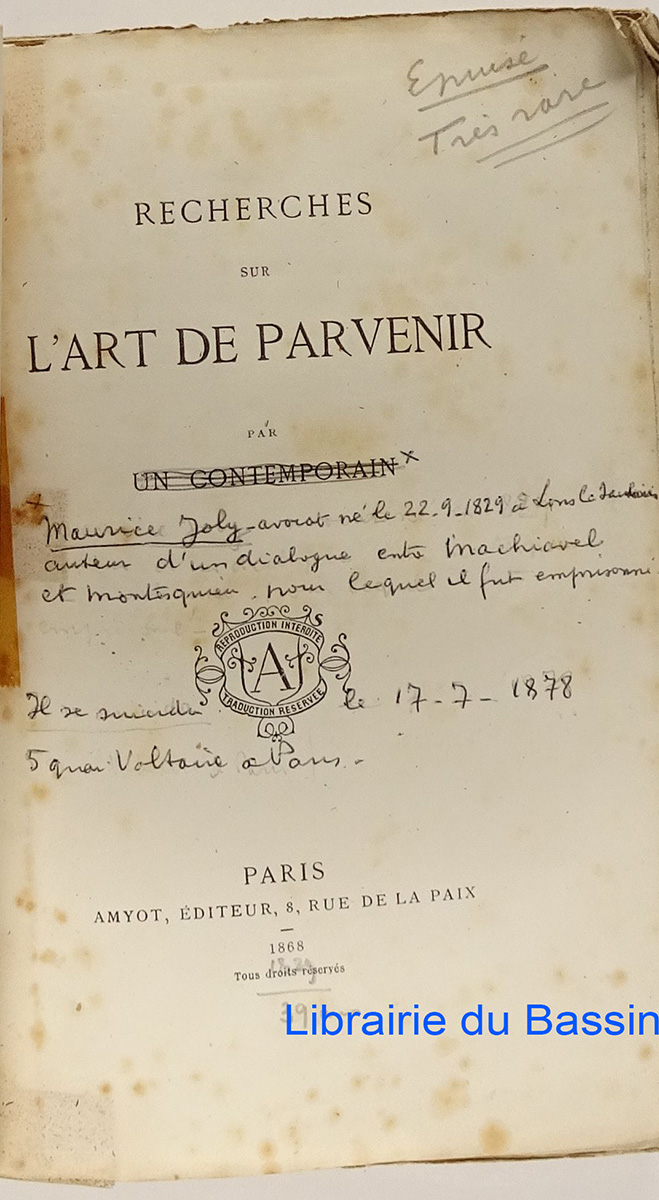 Epuisé
Très rare
RECHERCHES
SUR
L'ART DE PARVENIR
PAR
UN CONTEMPORAIN x
x
Maurice Joly - avocat né le 22-9-1829 à Lons le Saulnier
auteur d'un dialogue entre Machiavel
et Montesquieu. pour lequel il fut emprisonné
REPRODUCTION INTERDITE
A
TRADUCTION RÉSERVÉE
Il se suicida le 17-7-1878
5 quai Voltaire à Paris.
PARIS
AMYOT, ÉDITEUR, 8, RUE DE LA PAIX
1868
1829
Tous droits réservés
39
Librairie du Bassin